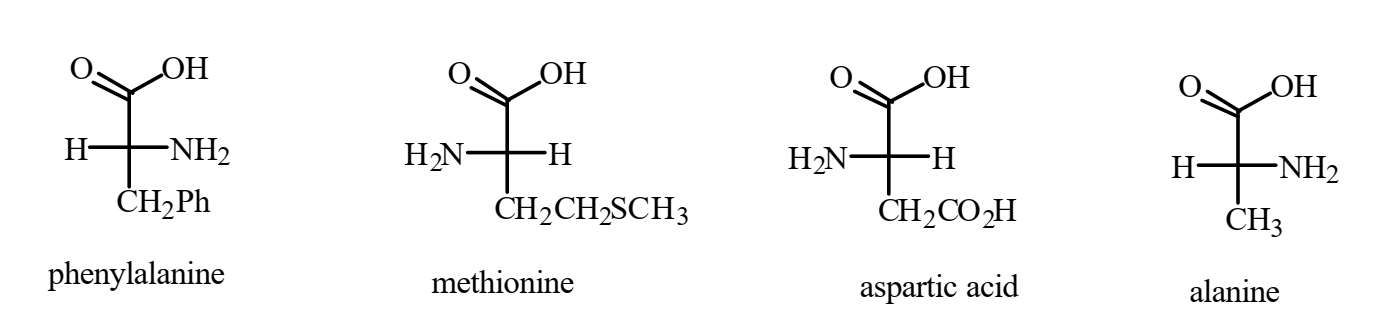 O OH
H NH2
CH2Ph
phenylalanine
O OH
H2N H
CH2CH2SCH3
methionine
O OH
H2N H
CH2CO2H
aspartic acid
O OH
H NH2
CH3
alanine